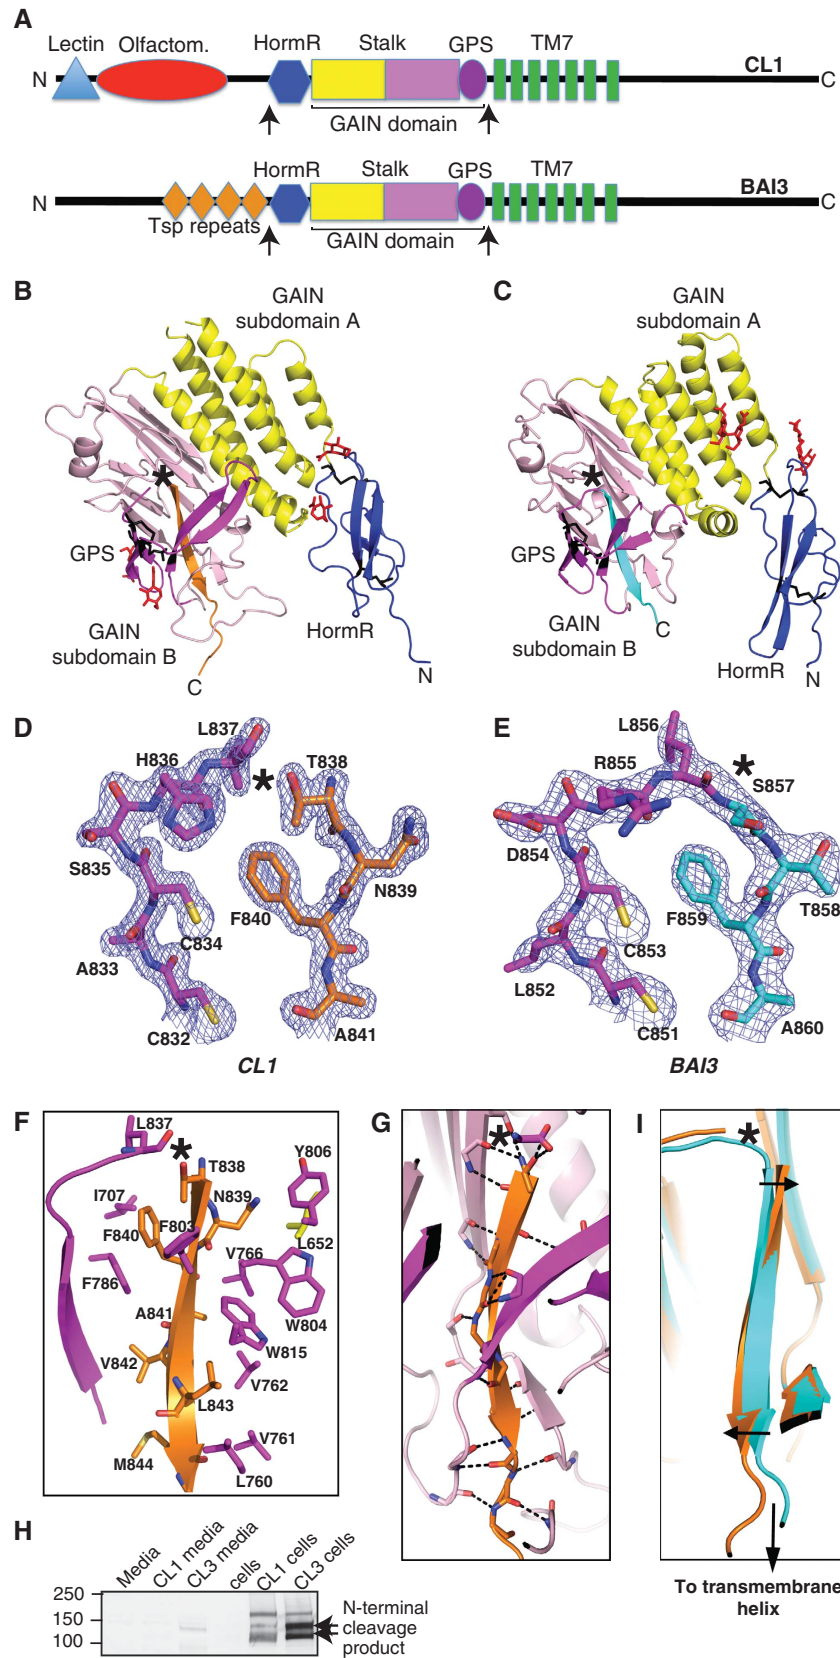 A
Lectin Olfactom. HormR Stalk GPS TM7
N CL1 C
GAIN domain
HormR Stalk GPS TM7
N BAI3 C
Tsp repeats GAIN domain
B
GAIN
subdomain A
*
GPS
GAIN
subdomain B
HormR
C
N
C
GAIN
subdomain A
*
GPS
GAIN
subdomain B
C
HormR
N
D
L837
H836
*
T838
S835
N839
F840
C834
A833
C832
A841
CL1
E
L856
R855
*
S857
D854
T858
F859
C853
L852
C851
A860
BAI3
F
L837
*
T838
Y806
I707
N839
F840
F803
L652
V766
F786
W804
A841
W815
V842
V762
L843
V761
M844
L760
G
*
I
*
To transmembrane
helix
H
Media
CL1 media
CL3 media
cells
CL1 cells
CL3 cells
250
150
100
N-terminal
cleavage
product